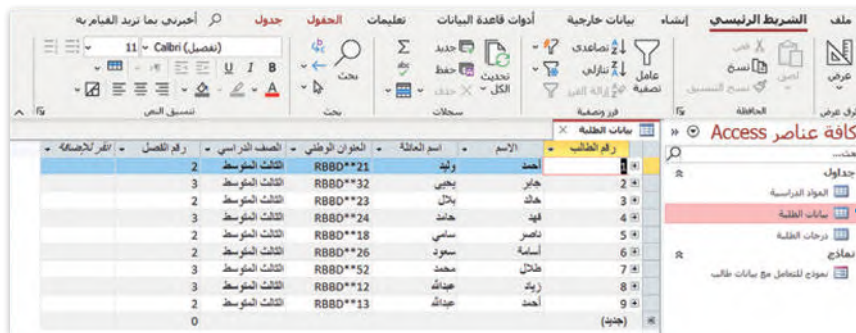 ملف الشريط الرئيسي إنشاء بيانات خارجية أدوات قاعدة البيانات تعليمات الحقول جدول أخبرني بما تريد القيام به
عرض
لصق
قص
نسخ
نسخ التنسيق
الحافظة
عامل تصفية
تصاعدي
تنازلي
إزالة الفرز
فرز وتصفية
تحديث الكل
جديد
حفظ
حذف
سجلات
بحث
بحث
Calibri (تفصيل) 11
B I U
تنسيق النص
كافة عناصر Access
جداول
المواد الدراسية
بيانات الطلبة
درجات الطلبة
نماذج
نموذج للتعامل مع بيانات طالب
بيانات الطلبة
رقم الطالب الاسم اسم العائلة العنوان الوطني الصف الدراسي رقم الفصل انقر للإضافة
1 أحمد وليد RBBD**21 الثالث المتوسط 2
2 جابر يحيى RBBD**32 الثالث المتوسط 3
3 خالد بلال RBBD**23 الثالث المتوسط 2
4 فهد حامد RBBD**24 الثالث المتوسط 3
5 ناصر سامي RBBD**18 الثالث المتوسط 2
6 أسامة سعود RBBD**26 الثالث المتوسط 2
7 طلال محمد RBBD**52 الثالث المتوسط 3
8 زياد عبدالله RBBD**12 الثالث المتوسط 3
9 أحمد عبدالله RBBD**13 الثالث المتوسط 2
(جديد) 0